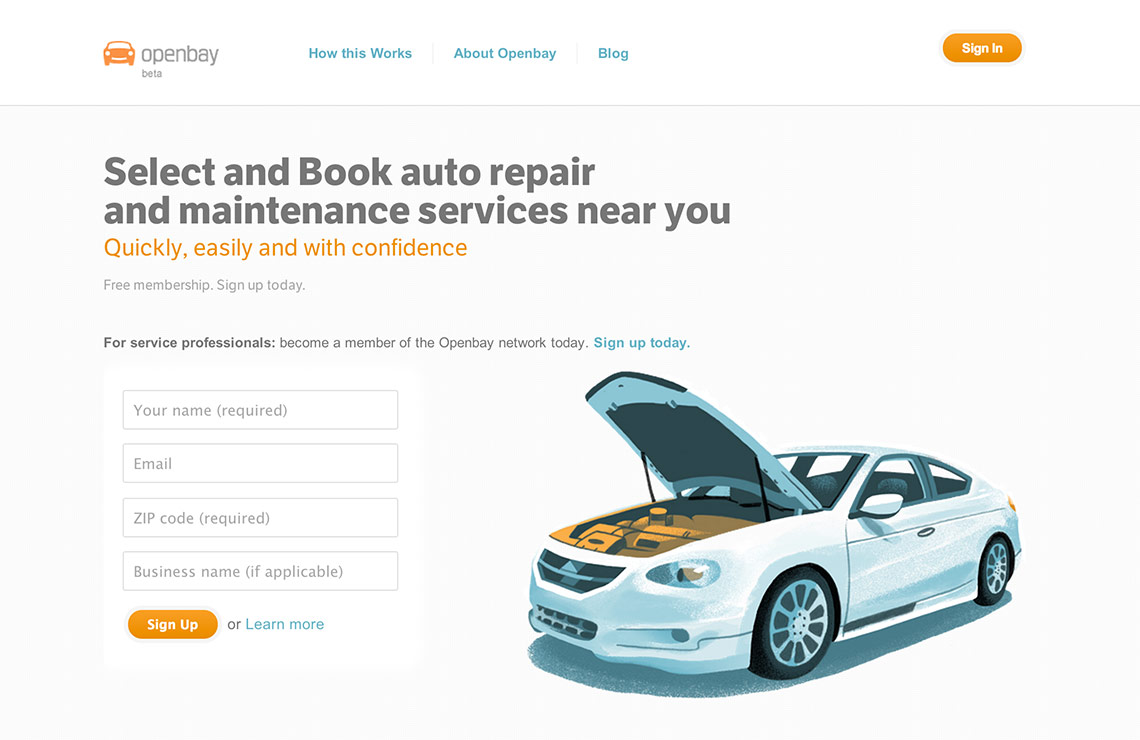 openbay
beta
How this Works
About Openbay
Blog
Sign In
Select and Book auto repair
and maintenance services near you
Quickly, easily and with confidence
Free membership. Sign up today.
For service professionals: become a member of the Openbay network today. Sign up today.
Your name (required)
Email
ZIP code (required)
Business name (if applicable)
Sign Up or Learn more